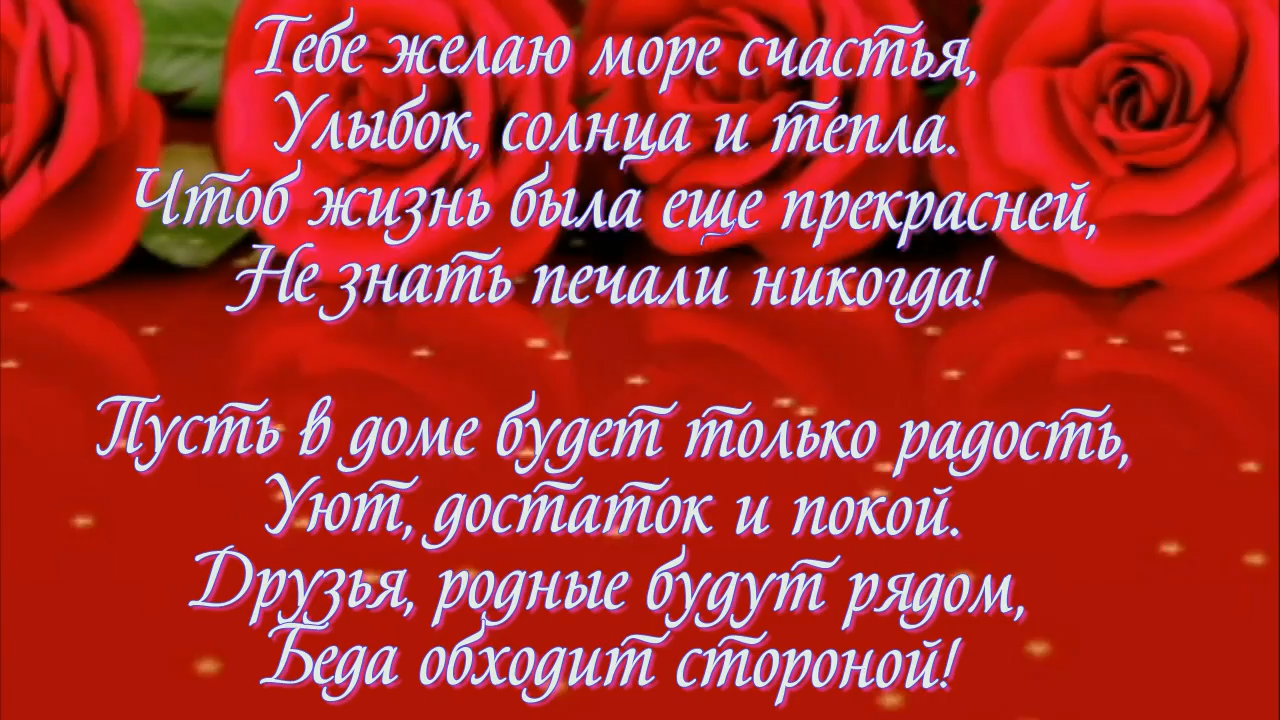 Тебе желаю море счастья,
Улыбок, солнца и тепла.
Чтоб жизнь была еще прекрасней,
Не знать печали никогда!
Пусть в доме будет только радость,
Уют, достаток и покой.
Друзья, родные будут рядом,
Беда обходит стороной!